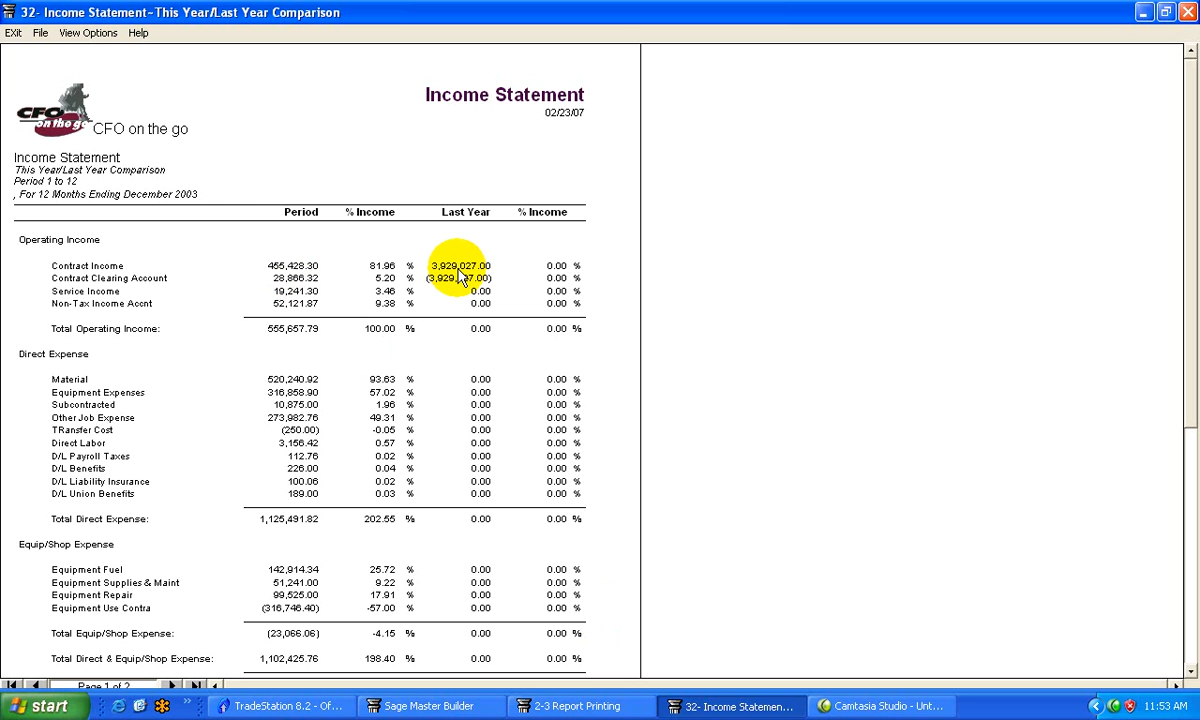 32- Income Statement~This Year/Last Year Comparison
EXit File View Options Help
CFO on the go CFO on the go
Income Statement
02/23/07
Income Statement
This Year/Last Year Comparison
Period 1 to 12
, For 12 Months Ending December 2003
Period % Income Last Year % Income
Operating Income
Contract Income 455,428.30 81.96 % 3,929,027.00 0.00 %
Contract Clearing Account 28,866.32 5.20 % 0.00 %
Service Income 19,241.30 3.46 % 0.00 0.00 %
Non-Tax Income Accnt 52,121.87 9.38 % 0.00 0.00 %
Total Operating Income: 555,657.79 100.00 % 0.00 0.00 %
Direct Expense
Material 520,240.92 93.63 % 0.00 0.00 %
Equipment Expenses 316,858.90 57.02 % 0.00 0.00 %
Subcontracted 10,875.00 1.96 % 0.00 0.00 %
Other Job Expense 273,982.76 49.31 % 0.00 0.00 %
TRansfer Cost (250.00) -0.05 % 0.00 0.00 %
Direct Labor 3,156.42 0.57 % 0.00 0.00 %
D/L Payroll Taxes 112.76 0.02 % 0.00 0.00 %
D/L Benefits 226.00 0.04 % 0.00 0.00 %
D/L Liability Insurance 100.06 0.02 % 0.00 0.00 %
D/L Union Benefits 189.00 0.03 % 0.00 0.00 %
Total Direct Expense: 1,125,491.82 202.55 % 0.00 0.00 %
Equip/Shop Expense
Equipment Fuel 142,914.34 25.72 % 0.00 0.00 %
Equipment Supplies & Maint 51,241.00 9.22 % 0.00 0.00 %
Equipment Repair 99,525.00 17.91 % 0.00 0.00 %
Equipment Use Contra (316,746.40) -57.00 % 0.00 0.00 %
Total Equip/Shop Expense: (23,066.06) -4.15 % 0.00 0.00 %
Total Direct & Equip/Shop Expense: 1,102,425.76 198.40 % 0.00 0.00 %
Page 1 of 2
start TradeStation 8.2 - Of... Sage Master Builder 2-3 Report Printing 32- Income Statemen... Camtasia Studio - Unt... 11:53 AM